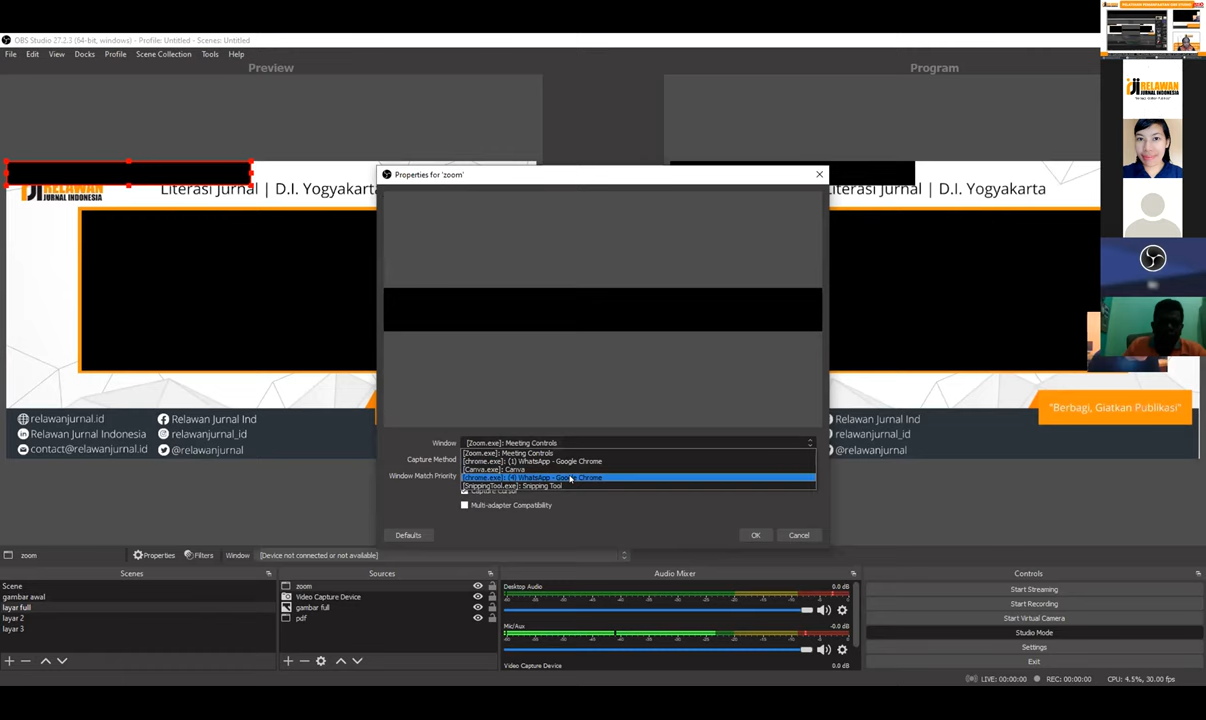 OBS Studio 27.2.3 (64-bit, windows) - Profile: Untitled - Scenes: Untitled
File Edit View Docks Profile Scene Collection Tools Help
Preview
Program
RELAWAN
JURNAL INDONESIA
Literasi Jurnal | D.I. Yogyakarta
Literasi Jurnal | D.I. Yogyakarta
Properties for 'zoom'
RELAWAN
JURNAL INDONESIA
Window [Zoom.exe]: Meeting Controls
[Zoom.exe]: Meeting Controls
Capture Method [chrome.exe]: (1) WhatsApp - Google Chrome
[Canva.exe]: Canva
Window Match Priority [chrome.exe]: (4) WhatsApp - Google Chrome
[SnippingTool.exe]: Snipping Tool
Capture Cursor
Multi-adapter Compatibility
Defaults OK Cancel
relawanjurnal.id Relawan Jurnal Ind
Relawan Jurnal Indonesia relawanjurnal_id
contact@relawanjurnal.id @relawanjurnal
Relawan Jurnal Ind
relawanjurnal_id
@relawanjurnal
"Berbagi, Giatkan Publikasi"
zoom Properties Filters Window [Device not connected or not available]
Scenes Sources Audio Mixer Controls
Scene
gambar awal
layar full
layar 2
layar 3
zoom
Video Capture Device
gambar full
pdf
Desktop Audio 0.0 dB
Mic/Aux -0.0 dB
Video Capture Device
Start Streaming
Start Recording
Start Virtual Camera
Studio Mode
Settings
Exit
LIVE: 00:00:00 REC: 00:00:00 CPU: 4.5%, 30.00 fps